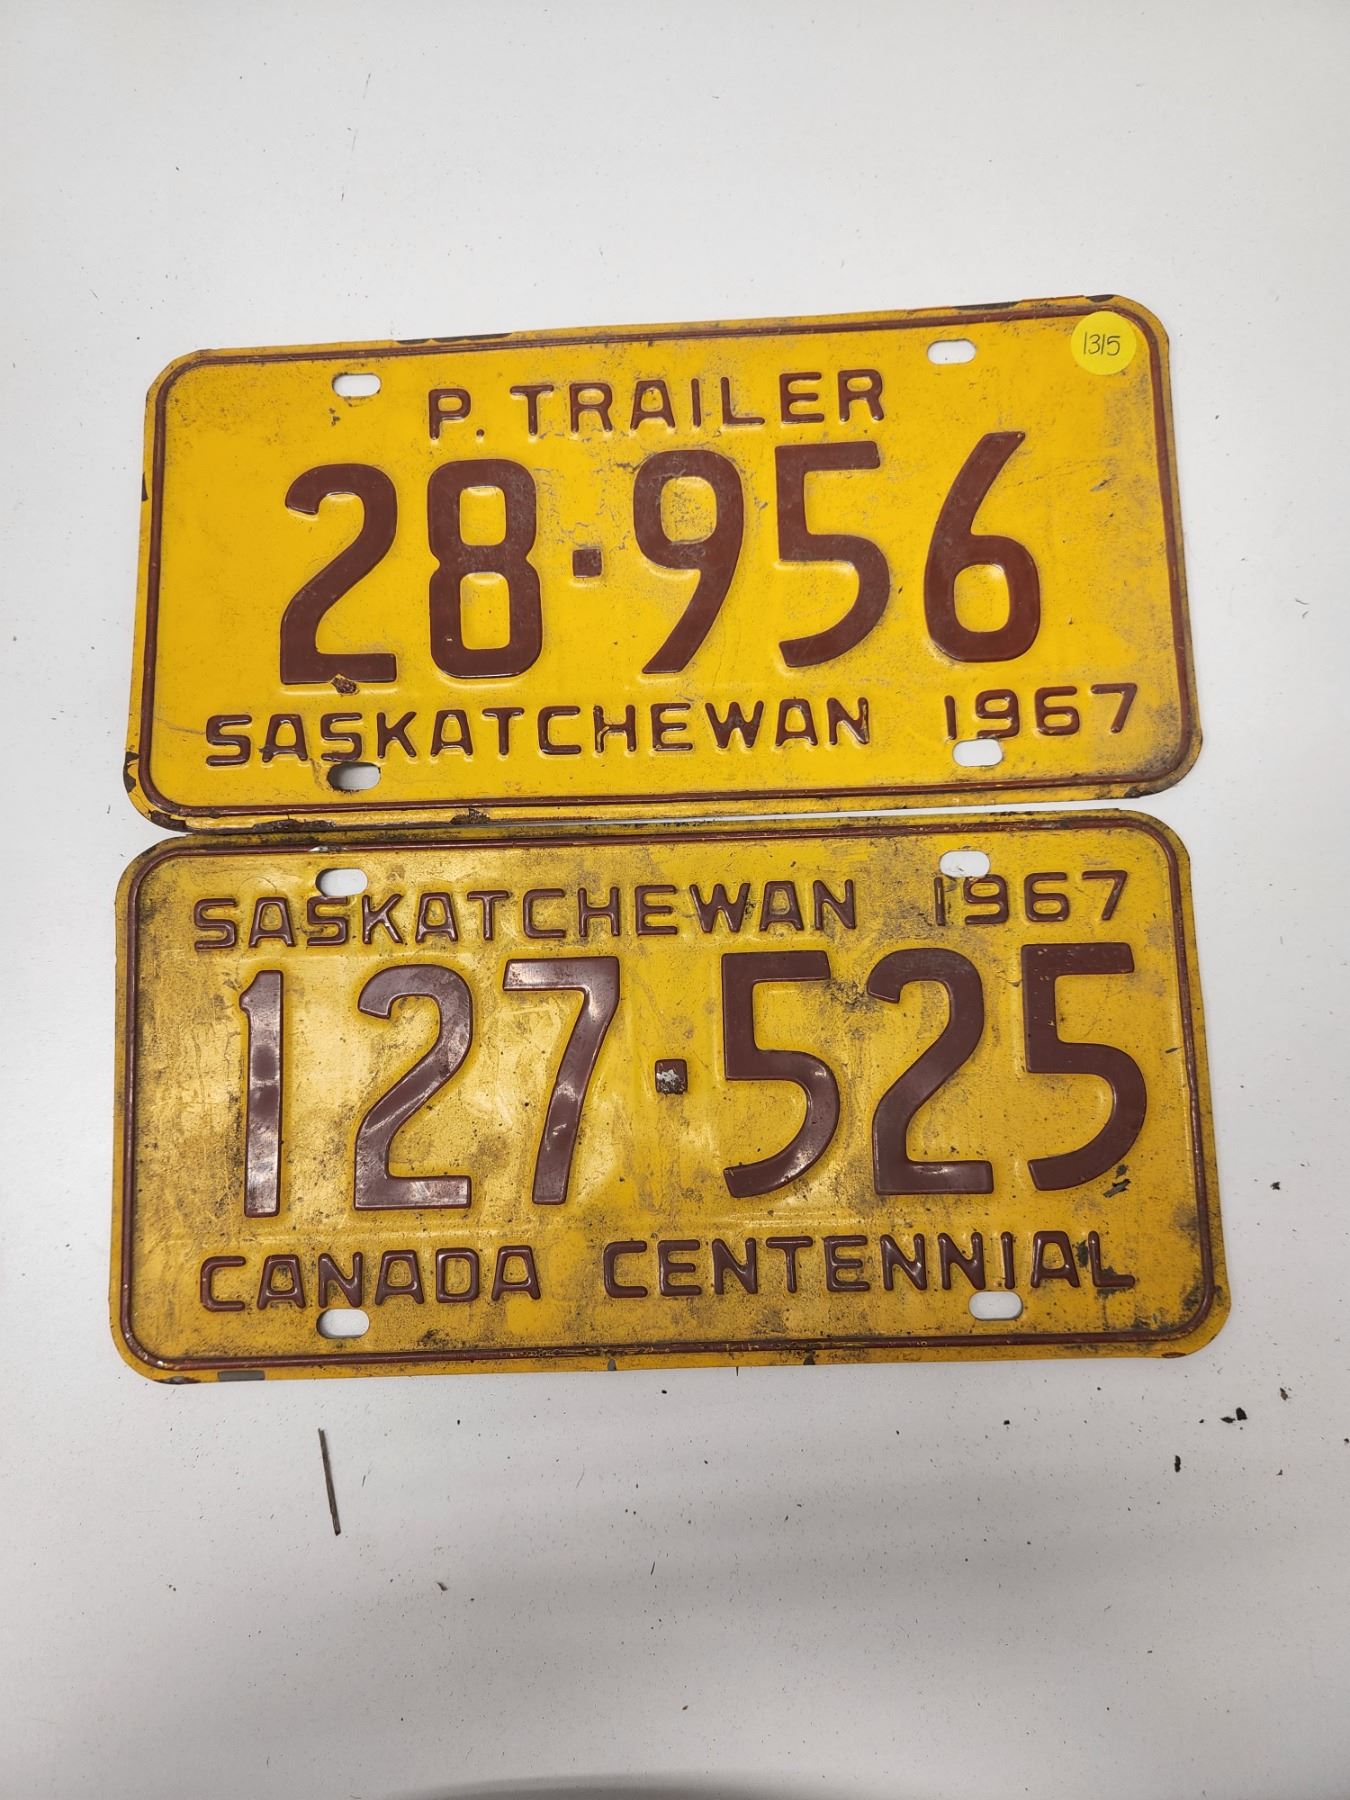 1315
P. TRAILER
28·956
SASKATCHEWAN 1967
SASKATCHEWAN 1967
127·525
CANADA CENTENNIAL